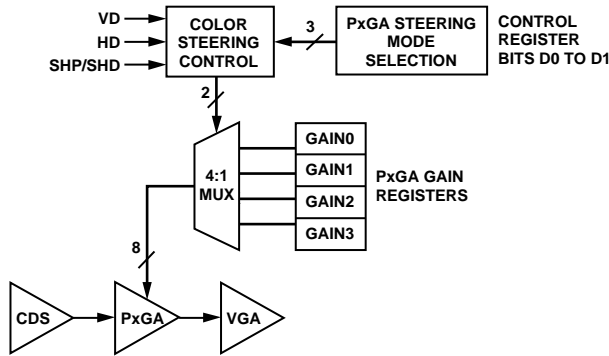 VD
HD
SHP/SHD
COLOR
STEERING
CONTROL
3
PxGA STEERING
MODE
SELECTION
CONTROL
REGISTER
BITS D0 TO D1
2
4:1
MUX
GAIN0
GAIN1
GAIN2
GAIN3
PxGA GAIN
REGISTERS
8
CDS
PxGA
VGA